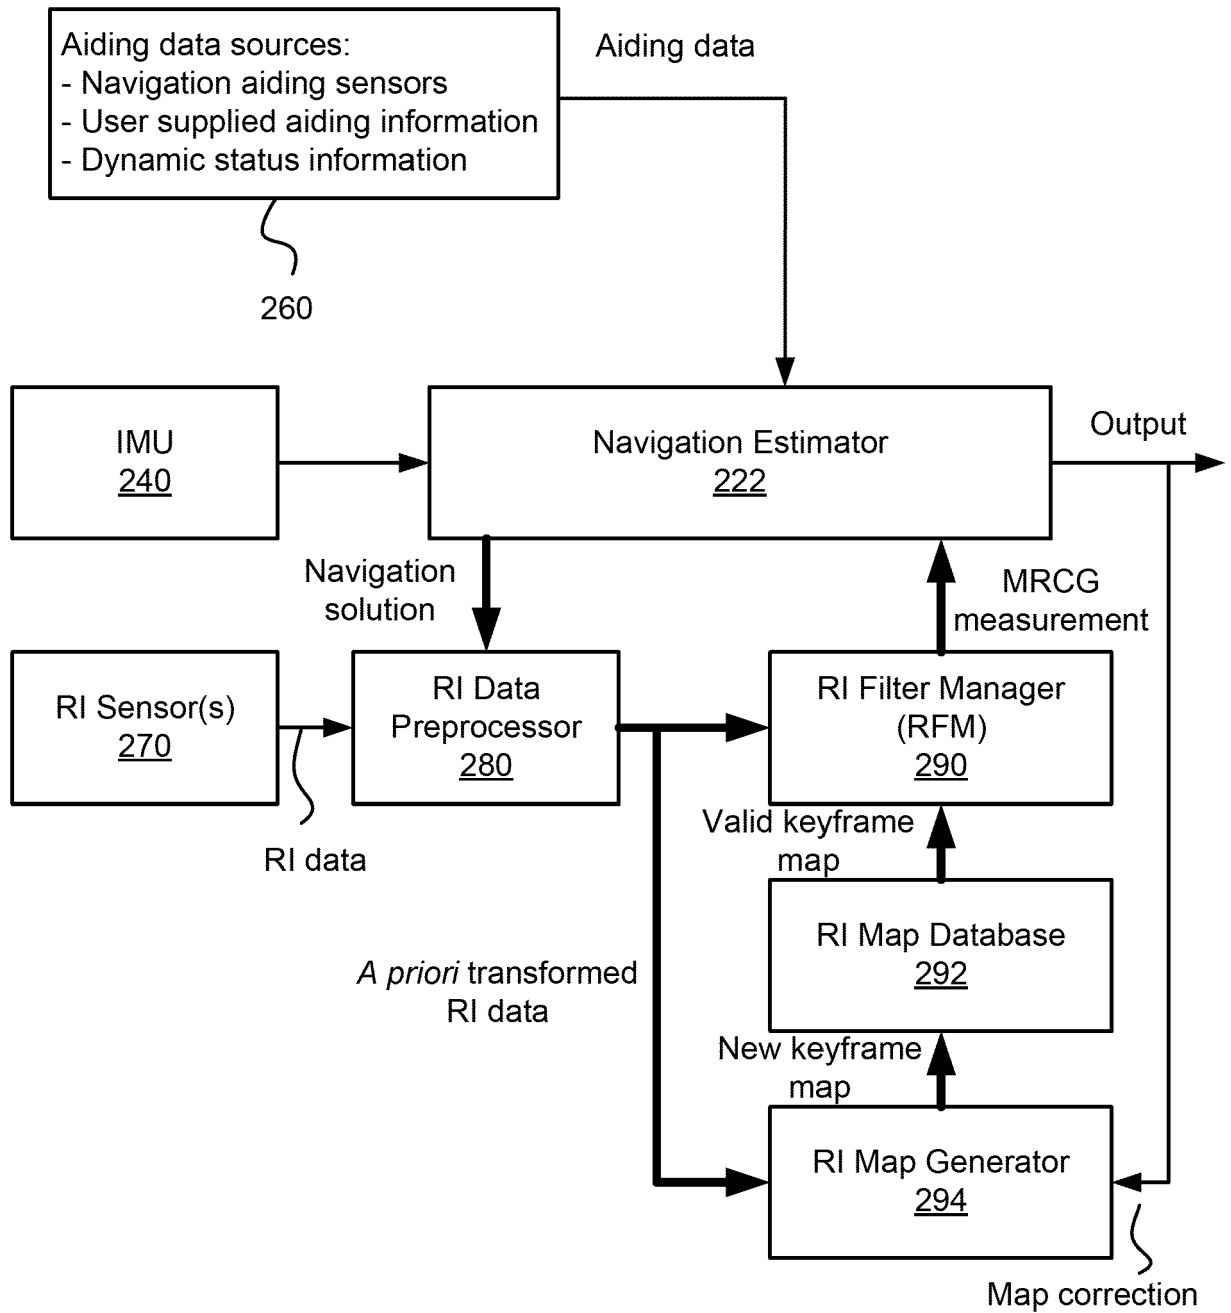 Aiding data sources:
- Navigation aiding sensors
- User supplied aiding information
- Dynamic status information
Aiding data
260
IMU
240
Navigation Estimator
222
Output
Navigation
solution
MRCG
measurement
RI Sensor(s)
270
RI Data
Preprocessor
280
RI Filter Manager
(RFM)
290
RI data
Valid keyframe
map
RI Map Database
292
A priori transformed
RI data
New keyframe
map
RI Map Generator
294
Map correction